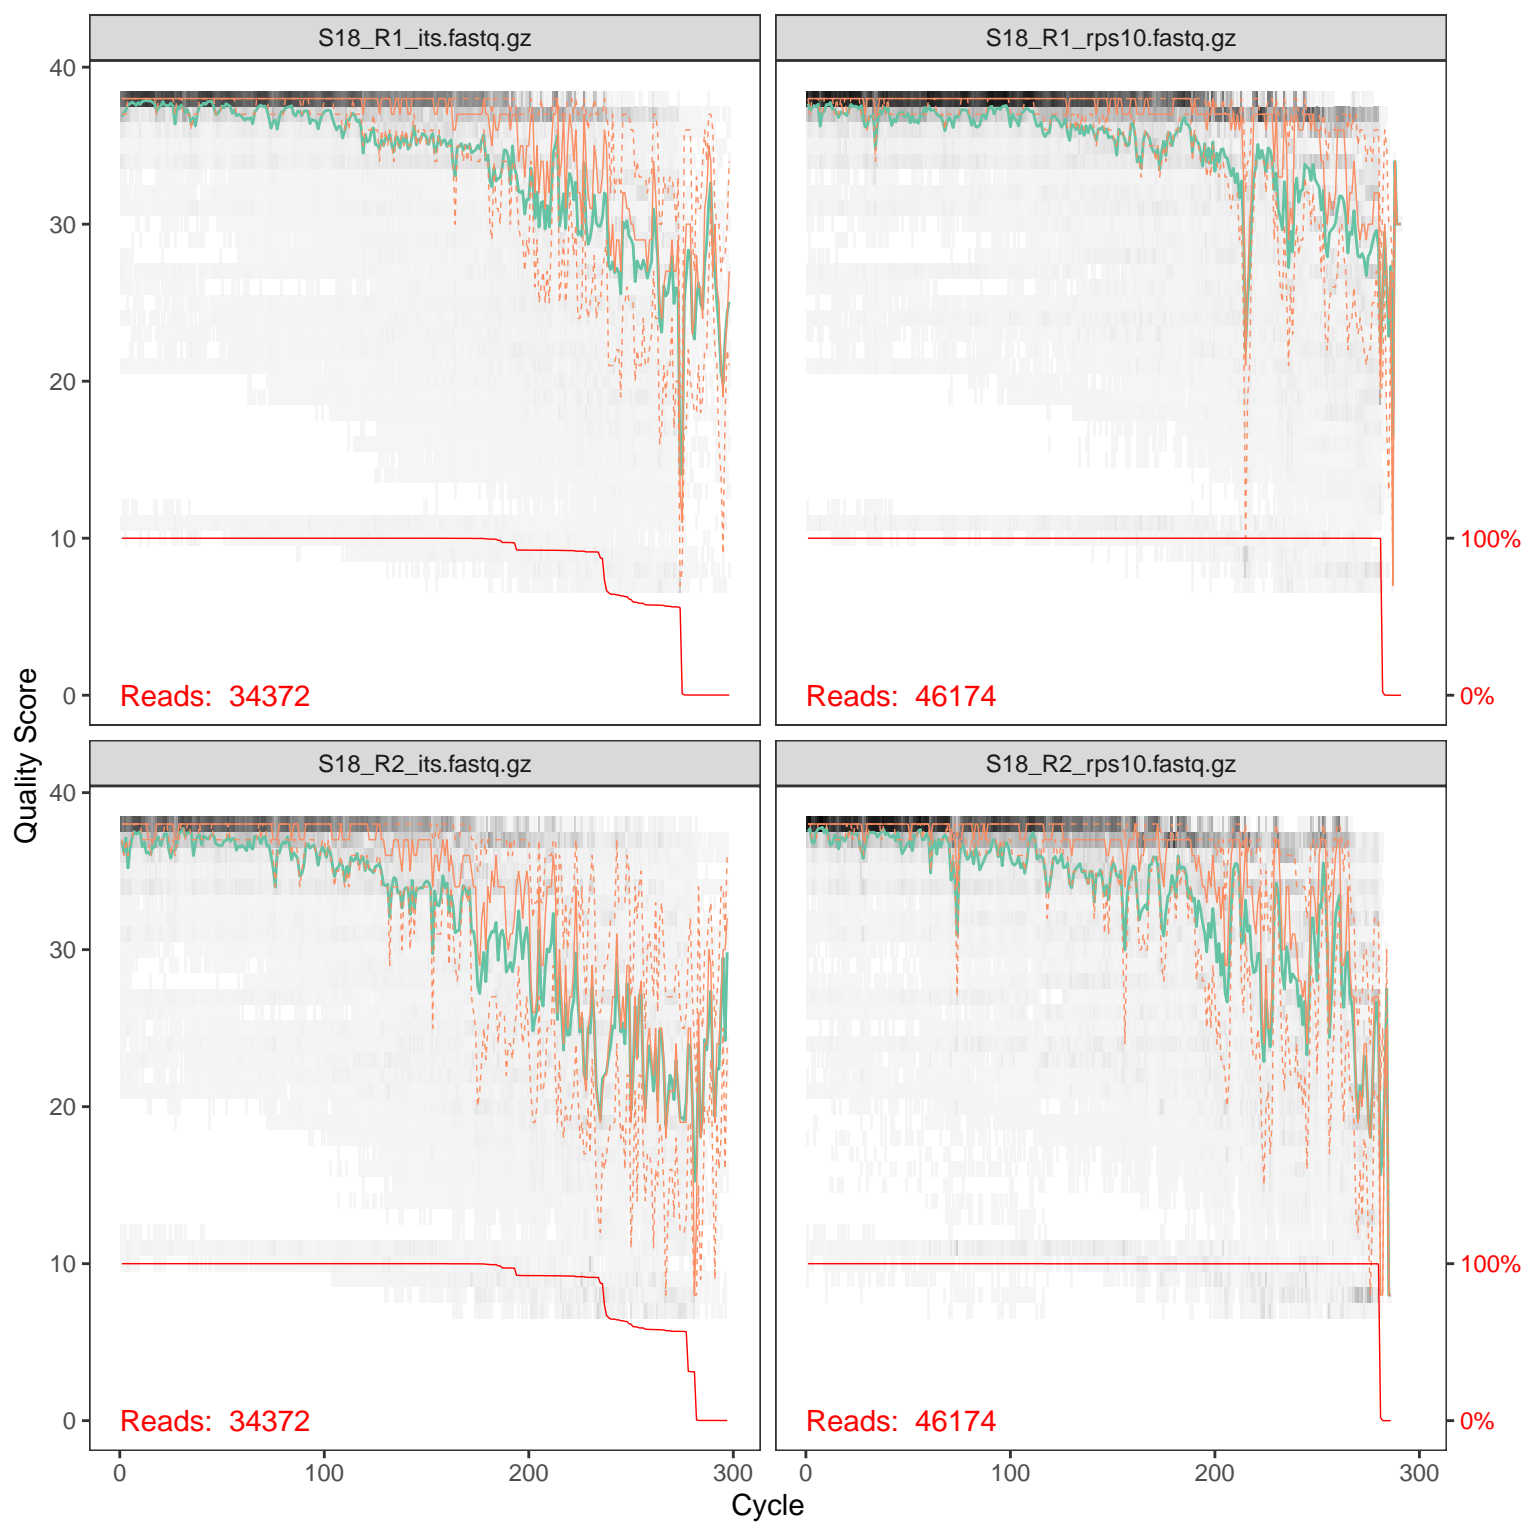 S18_R1_its.fastq.gz
S18_R1_rps10.fastq.gz
40
30
20
10
0
Reads: 34372
Reads: 46174
100%
0%
Quality Score
S18_R2_its.fastq.gz
S18_R2_rps10.fastq.gz
40
30
20
10
0
Reads: 34372
Reads: 46174
100%
0%
0 100 200 300
0 100 200 300
Cycle